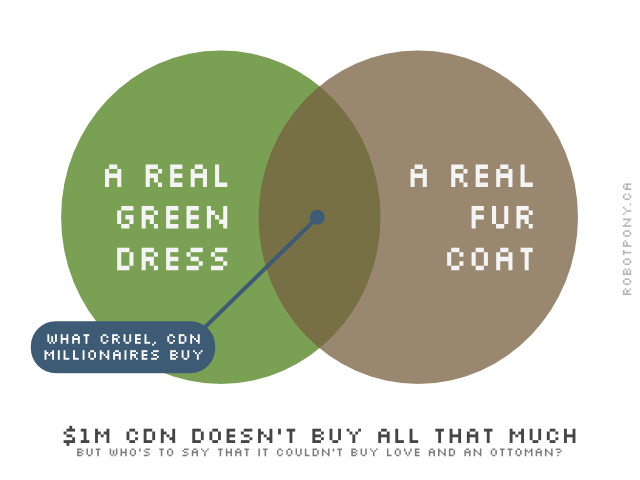 A REAL
GREEN
DRESS
A REAL
FUR
COAT
WHAT CRUEL, CDN
MILLIONAIRES BUY
$1M CDN DOESN'T BUY ALL THAT MUCH
BUT WHO'S TO SAY THAT IT COULDN'T BUY LOVE AND AN OTTOMAN?
ROBOTPONY.CA